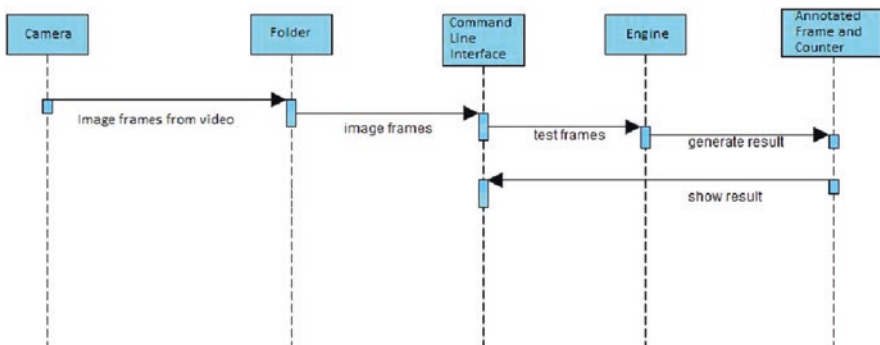 Camera
Folder
Command
Line
Interface
Engine
Annotated
Frame and
Counter
Image frames from video
image frames
test frames
generate result
show result